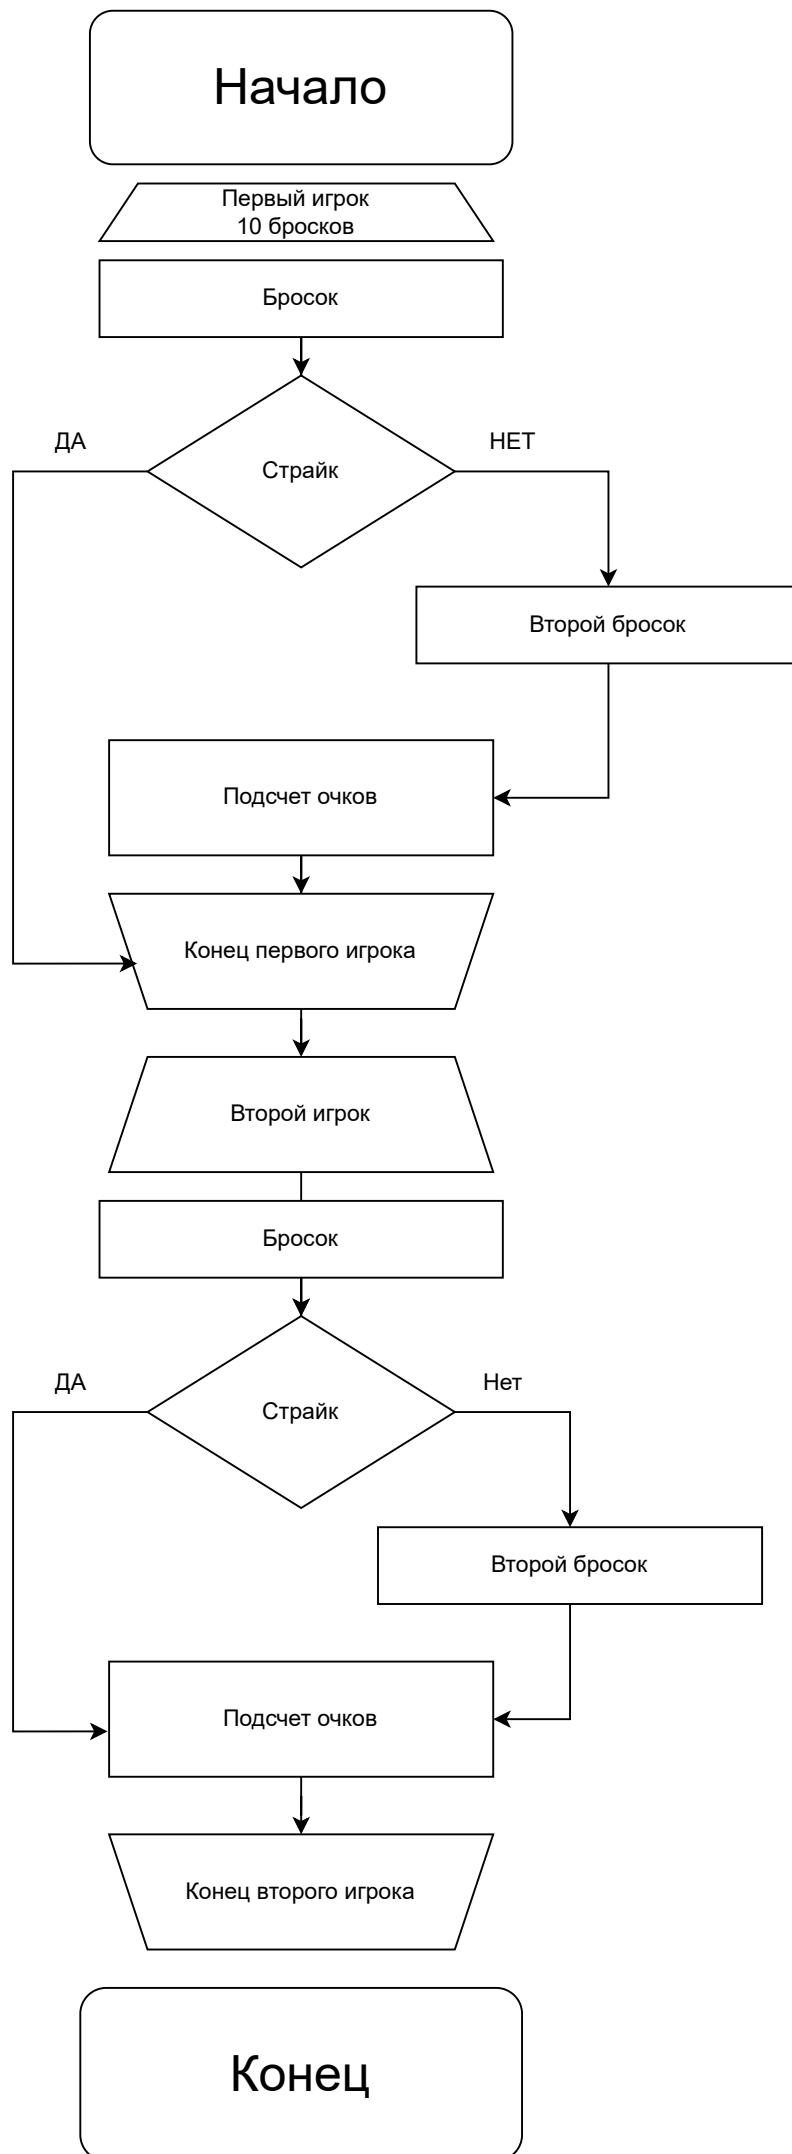 Начало
Первый игрок
10 бросков
Бросок
ДА
НЕТ
Страйк
Второй бросок
Подсчет очков
Конец первого игрока
Второй игрок
Бросок
ДА
Нет
Страйк
Второй бросок
Подсчет очков
Конец второго игрока
Конец